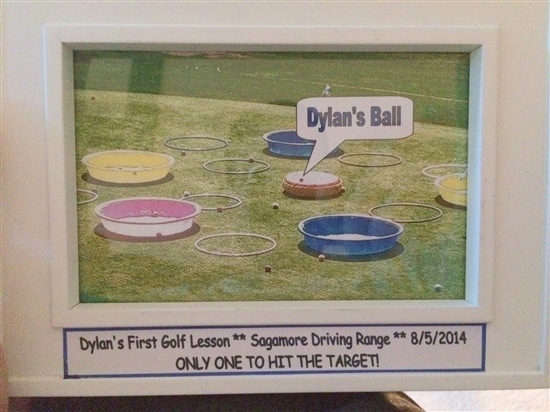 Dylan's Ball
Dylan's First Golf Lesson ** Sagamore Driving Range ** 8/5/2014
ONLY ONE TO HIT THE TARGET!